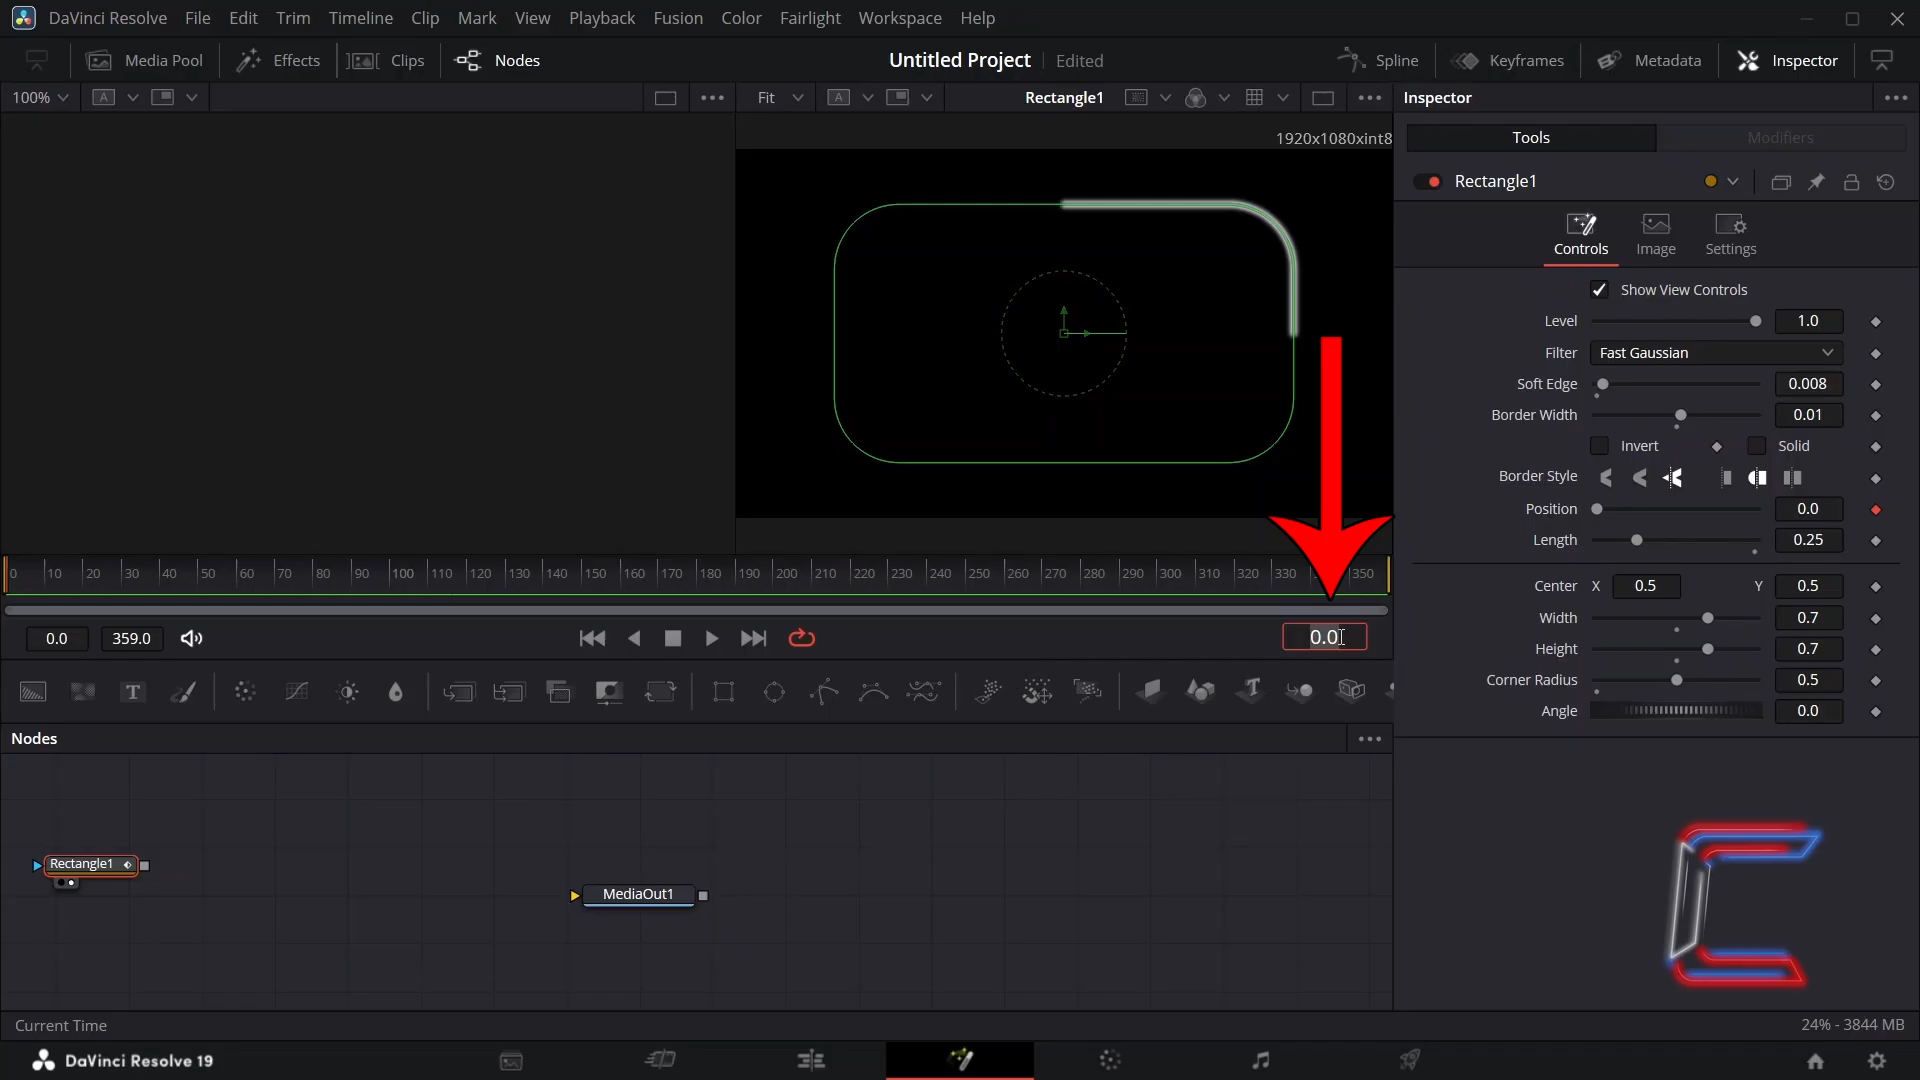 DaVinci Resolve File Edit Trim Timeline Clip Mark View Playback Fusion Color Fairlight Workspace Help
Media Pool Effects Clips Nodes Untitled Project Edited Spline Keyframes Metadata Inspector
100% A Fit A Rectangle1 Inspector
1920x1080xint8
Tools Modifiers
Rectangle1
Controls Image Settings
Show View Controls
Level 1.0
Filter Fast Gaussian
Soft Edge 0.008
Border Width 0.01
Invert Solid
Border Style
Position 0.0
Length 0.25
Center X 0.5 Y 0.5
Width 0.7
Height 0.7
Corner Radius 0.5
Angle 0.0
0 10 20 30 40 50 60 70 80 90 100 110 120 130 140 150 160 170 180 190 200 210 220 230 240 250 260 270 280 290 300 310 320 330 350
0.0 359.0 0.0
T T
Nodes
Rectangle1
MediaOut1
Current Time 24% - 3844 MB
DaVinci Resolve 19